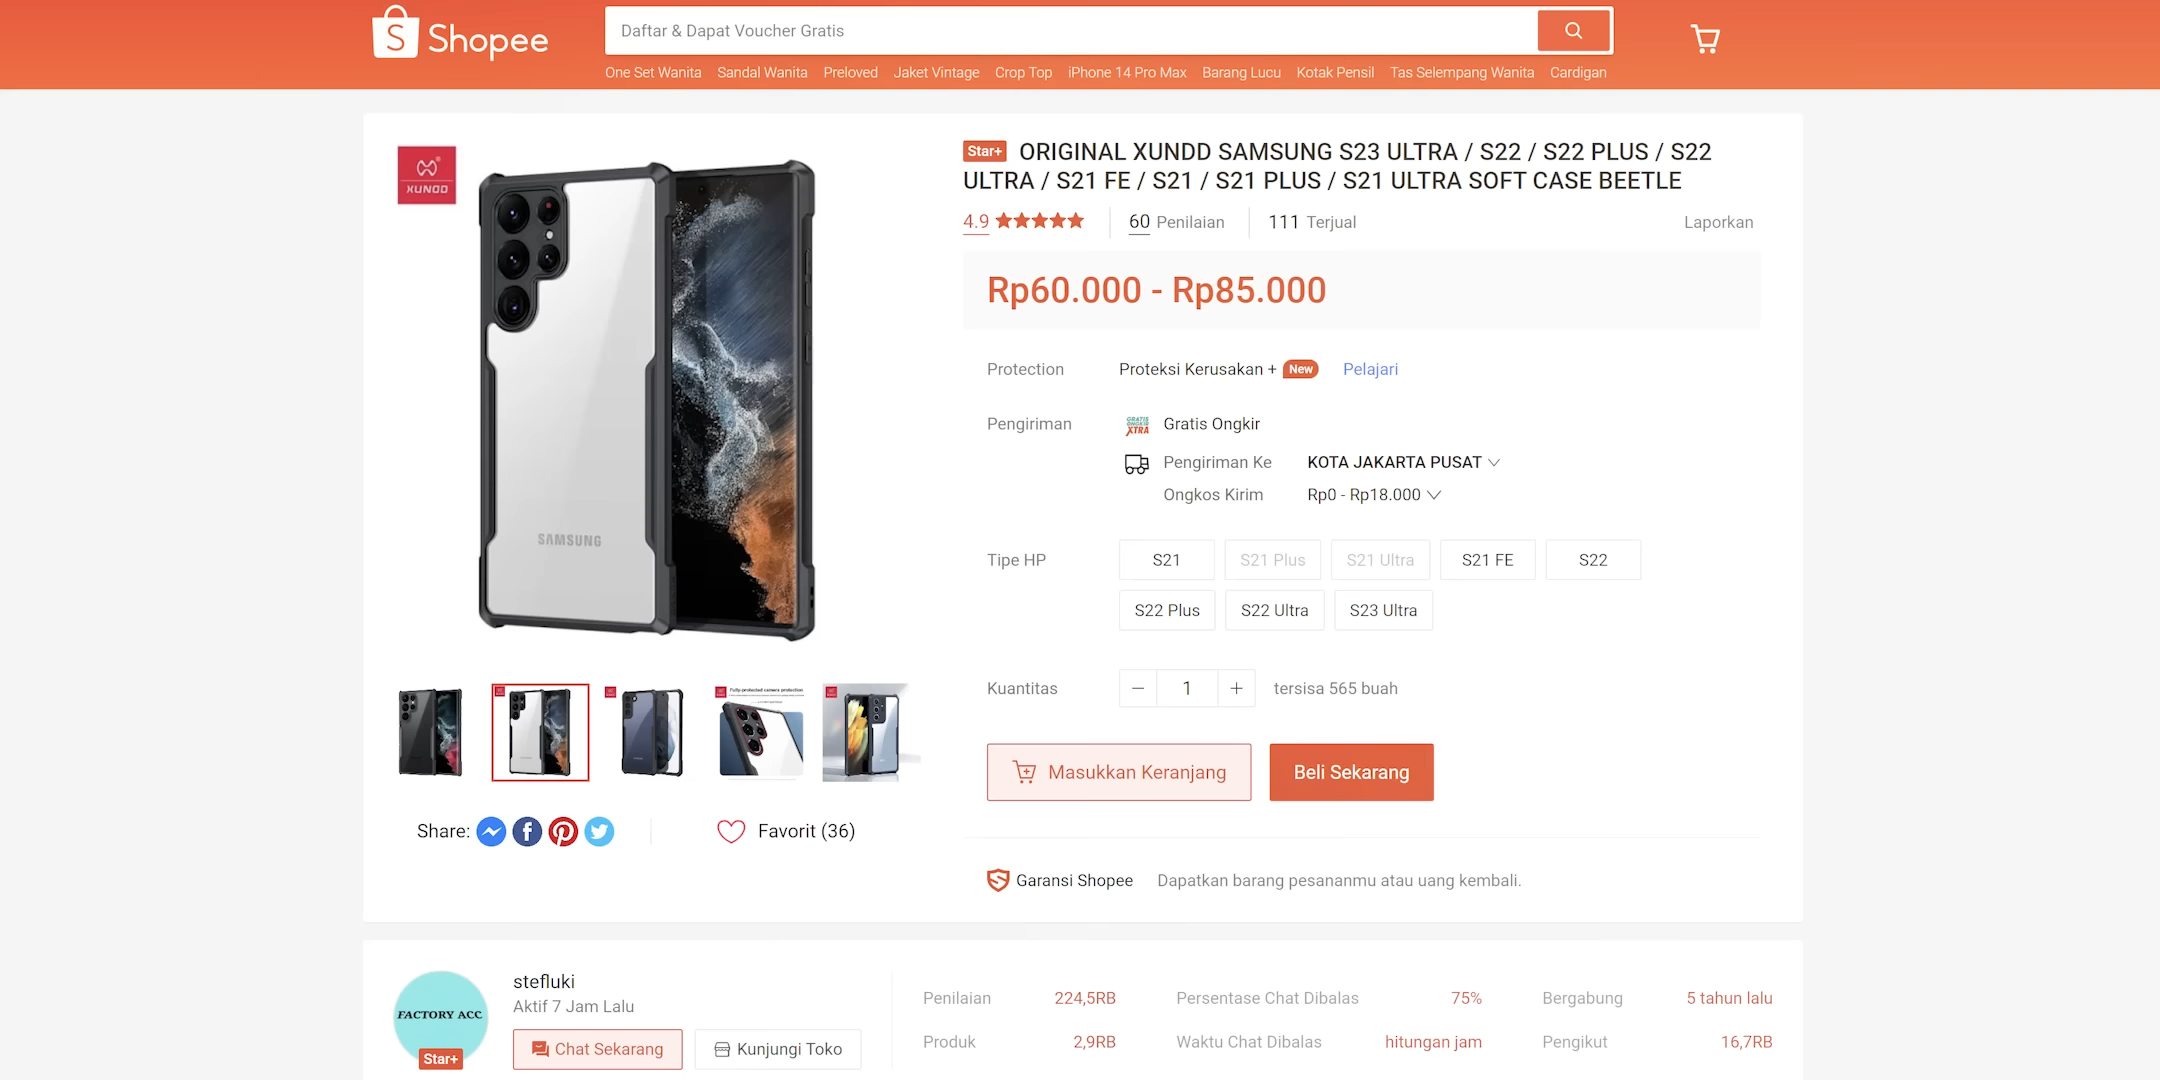 Shopee
Daftar & Dapat Voucher Gratis
One Set Wanita Sandal Wanita Preloved Jaket Vintage Crop Top iPhone 14 Pro Max Barang Lucu Kotak Pensil Tas Selempang Wanita Cardigan
XUNDD
SAMSUNG
Star+ ORIGINAL XUNDD SAMSUNG S23 ULTRA / S22 / S22 PLUS / S22
ULTRA / S21 FE / S21 / S21 PLUS / S21 ULTRA SOFT CASE BEETLE
4.9 60 Penilaian 111 Terjual Laporkan
Rp60.000 - Rp85.000
Protection Proteksi Kerusakan + New Pelajari
Pengiriman GRATIS ONGKIR XTRA Gratis Ongkir
Pengiriman Ke KOTA JAKARTA PUSAT
Ongkos Kirim Rp0 - Rp18.000
Tipe HP S21 S21 Plus S21 Ultra S21 FE S22
S22 Plus S22 Ultra S23 Ultra
Kuantitas − 1 + tersisa 565 buah
Fully-protected camera protection
Masukkan Keranjang Beli Sekarang
Share: Favorit (36)
Garansi Shopee Dapatkan barang pesananmu atau uang kembali.
FACTORY ACC
Star+
stefluki
Aktif 7 Jam Lalu
Chat Sekarang Kunjungi Toko
Penilaian 224,5RB Persentase Chat Dibalas 75% Bergabung 5 tahun lalu
Produk 2,9RB Waktu Chat Dibalas hitungan jam Pengikut 16,7RB